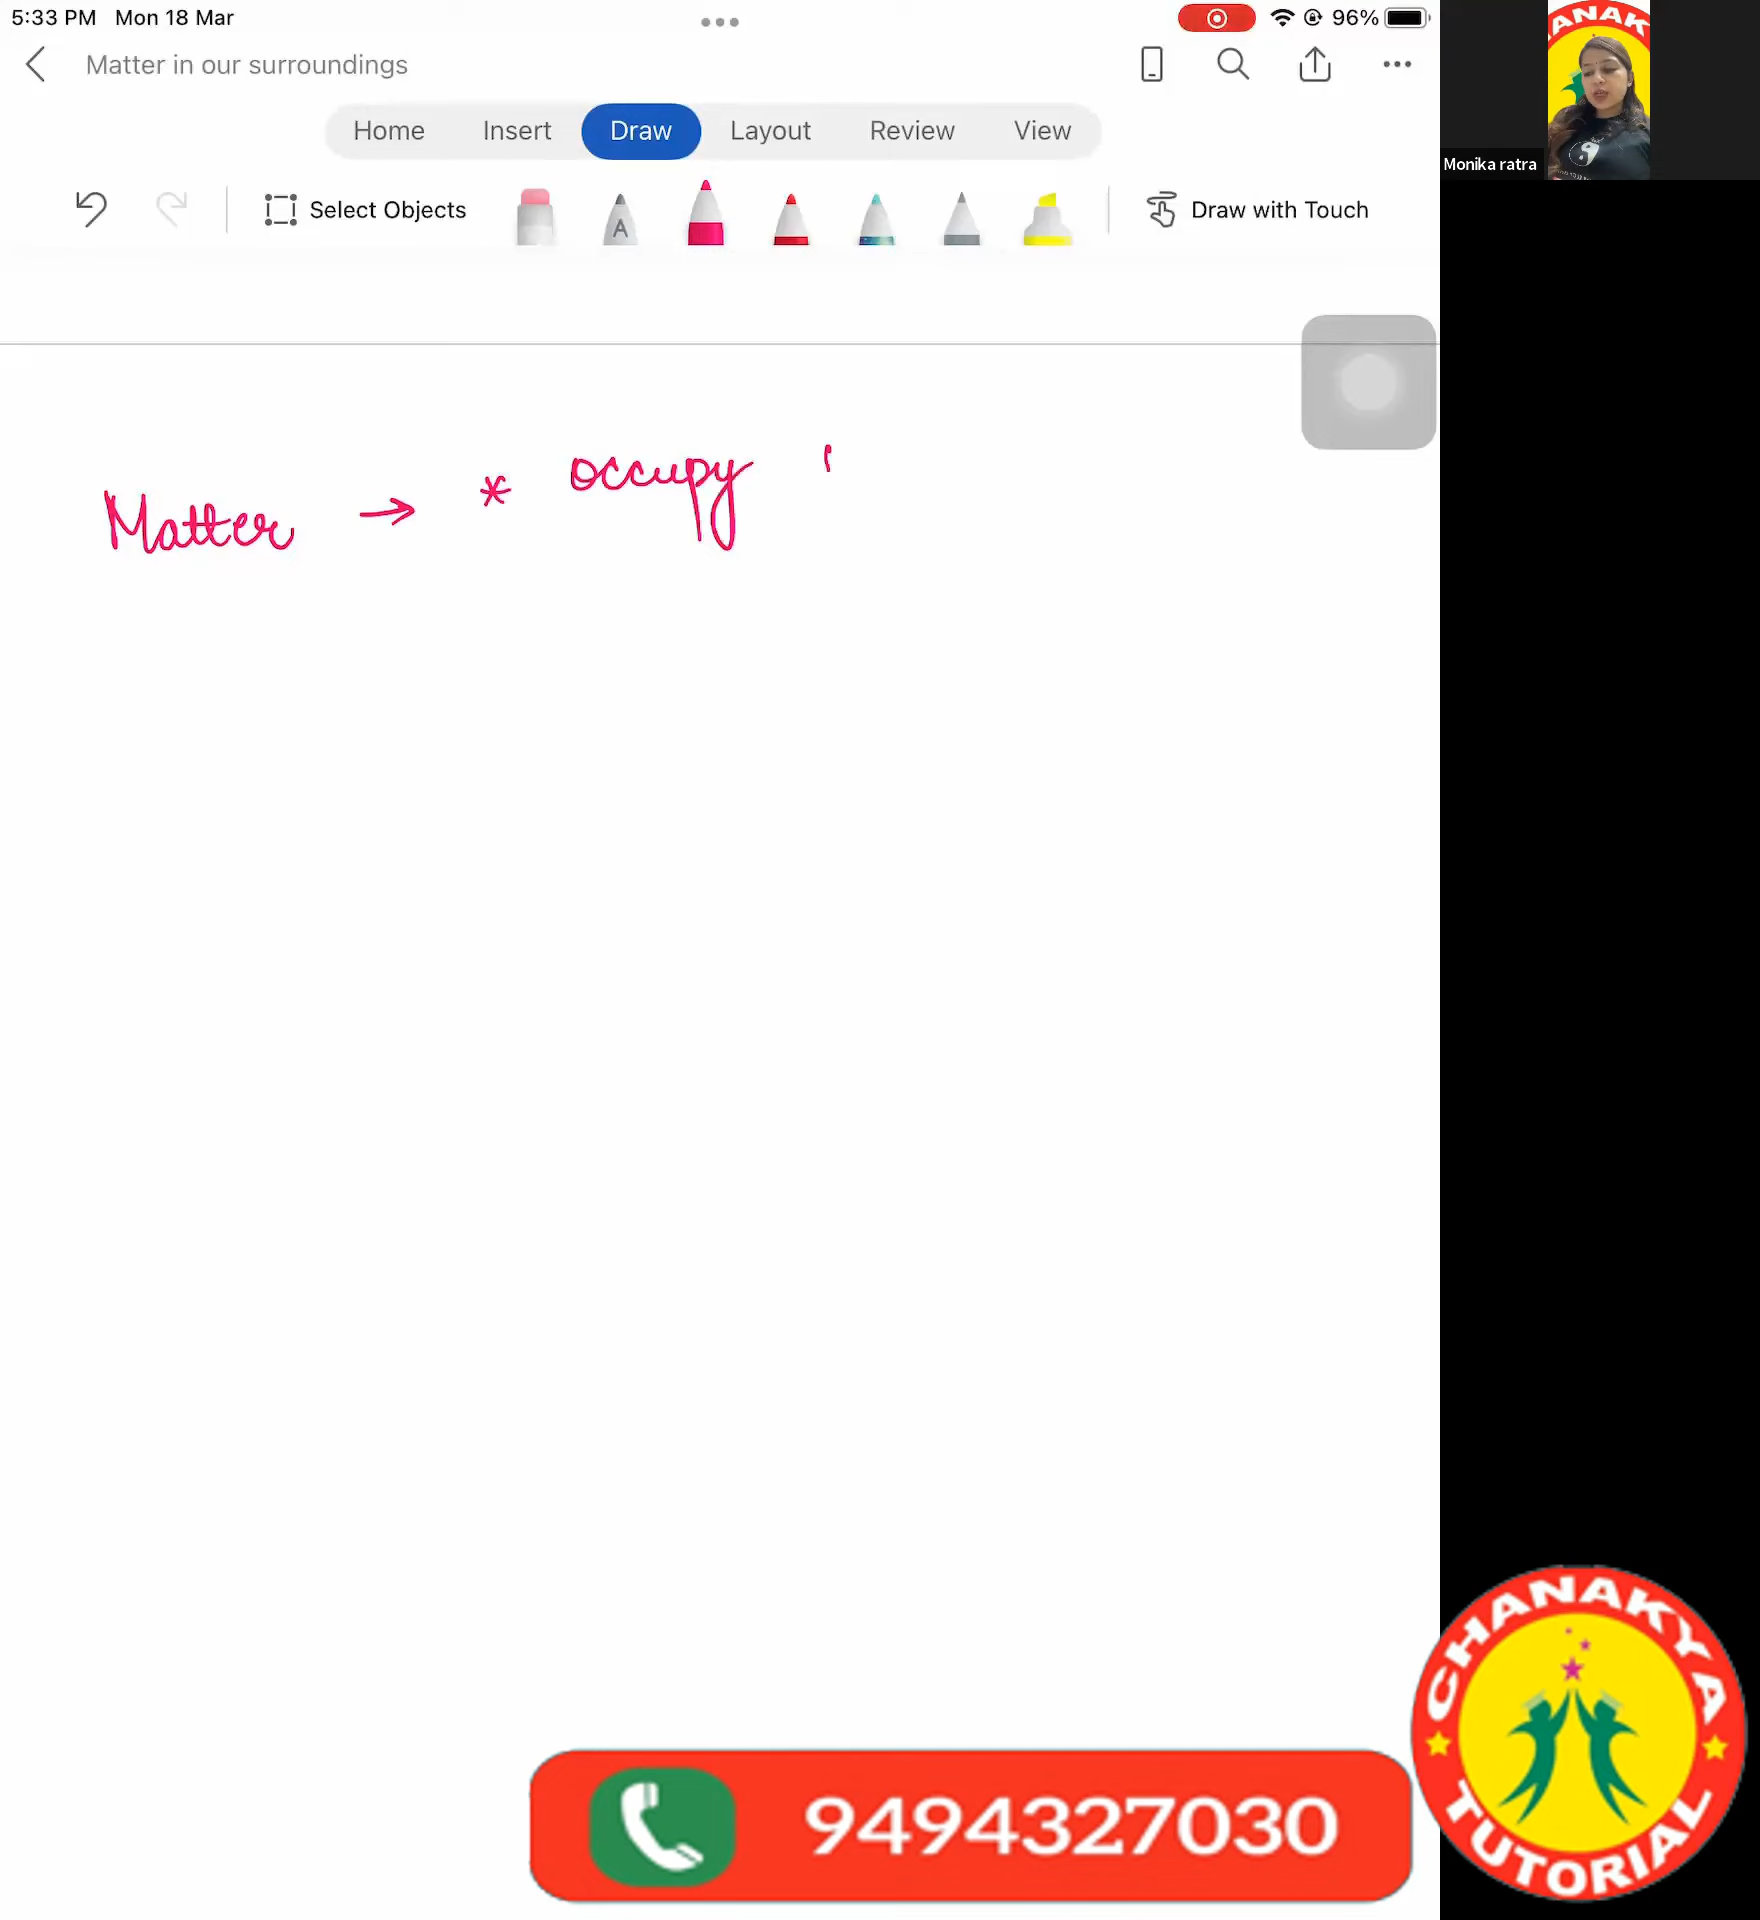 5:33 PM Mon 18 Mar
96%
ANAK
Matter in our surroundings
Home Insert Draw Layout Review View
Monika ratra
Select Objects
A
Draw with Touch
Matter → * occupy
CHANAKYA
TUTORIAL
9494327030